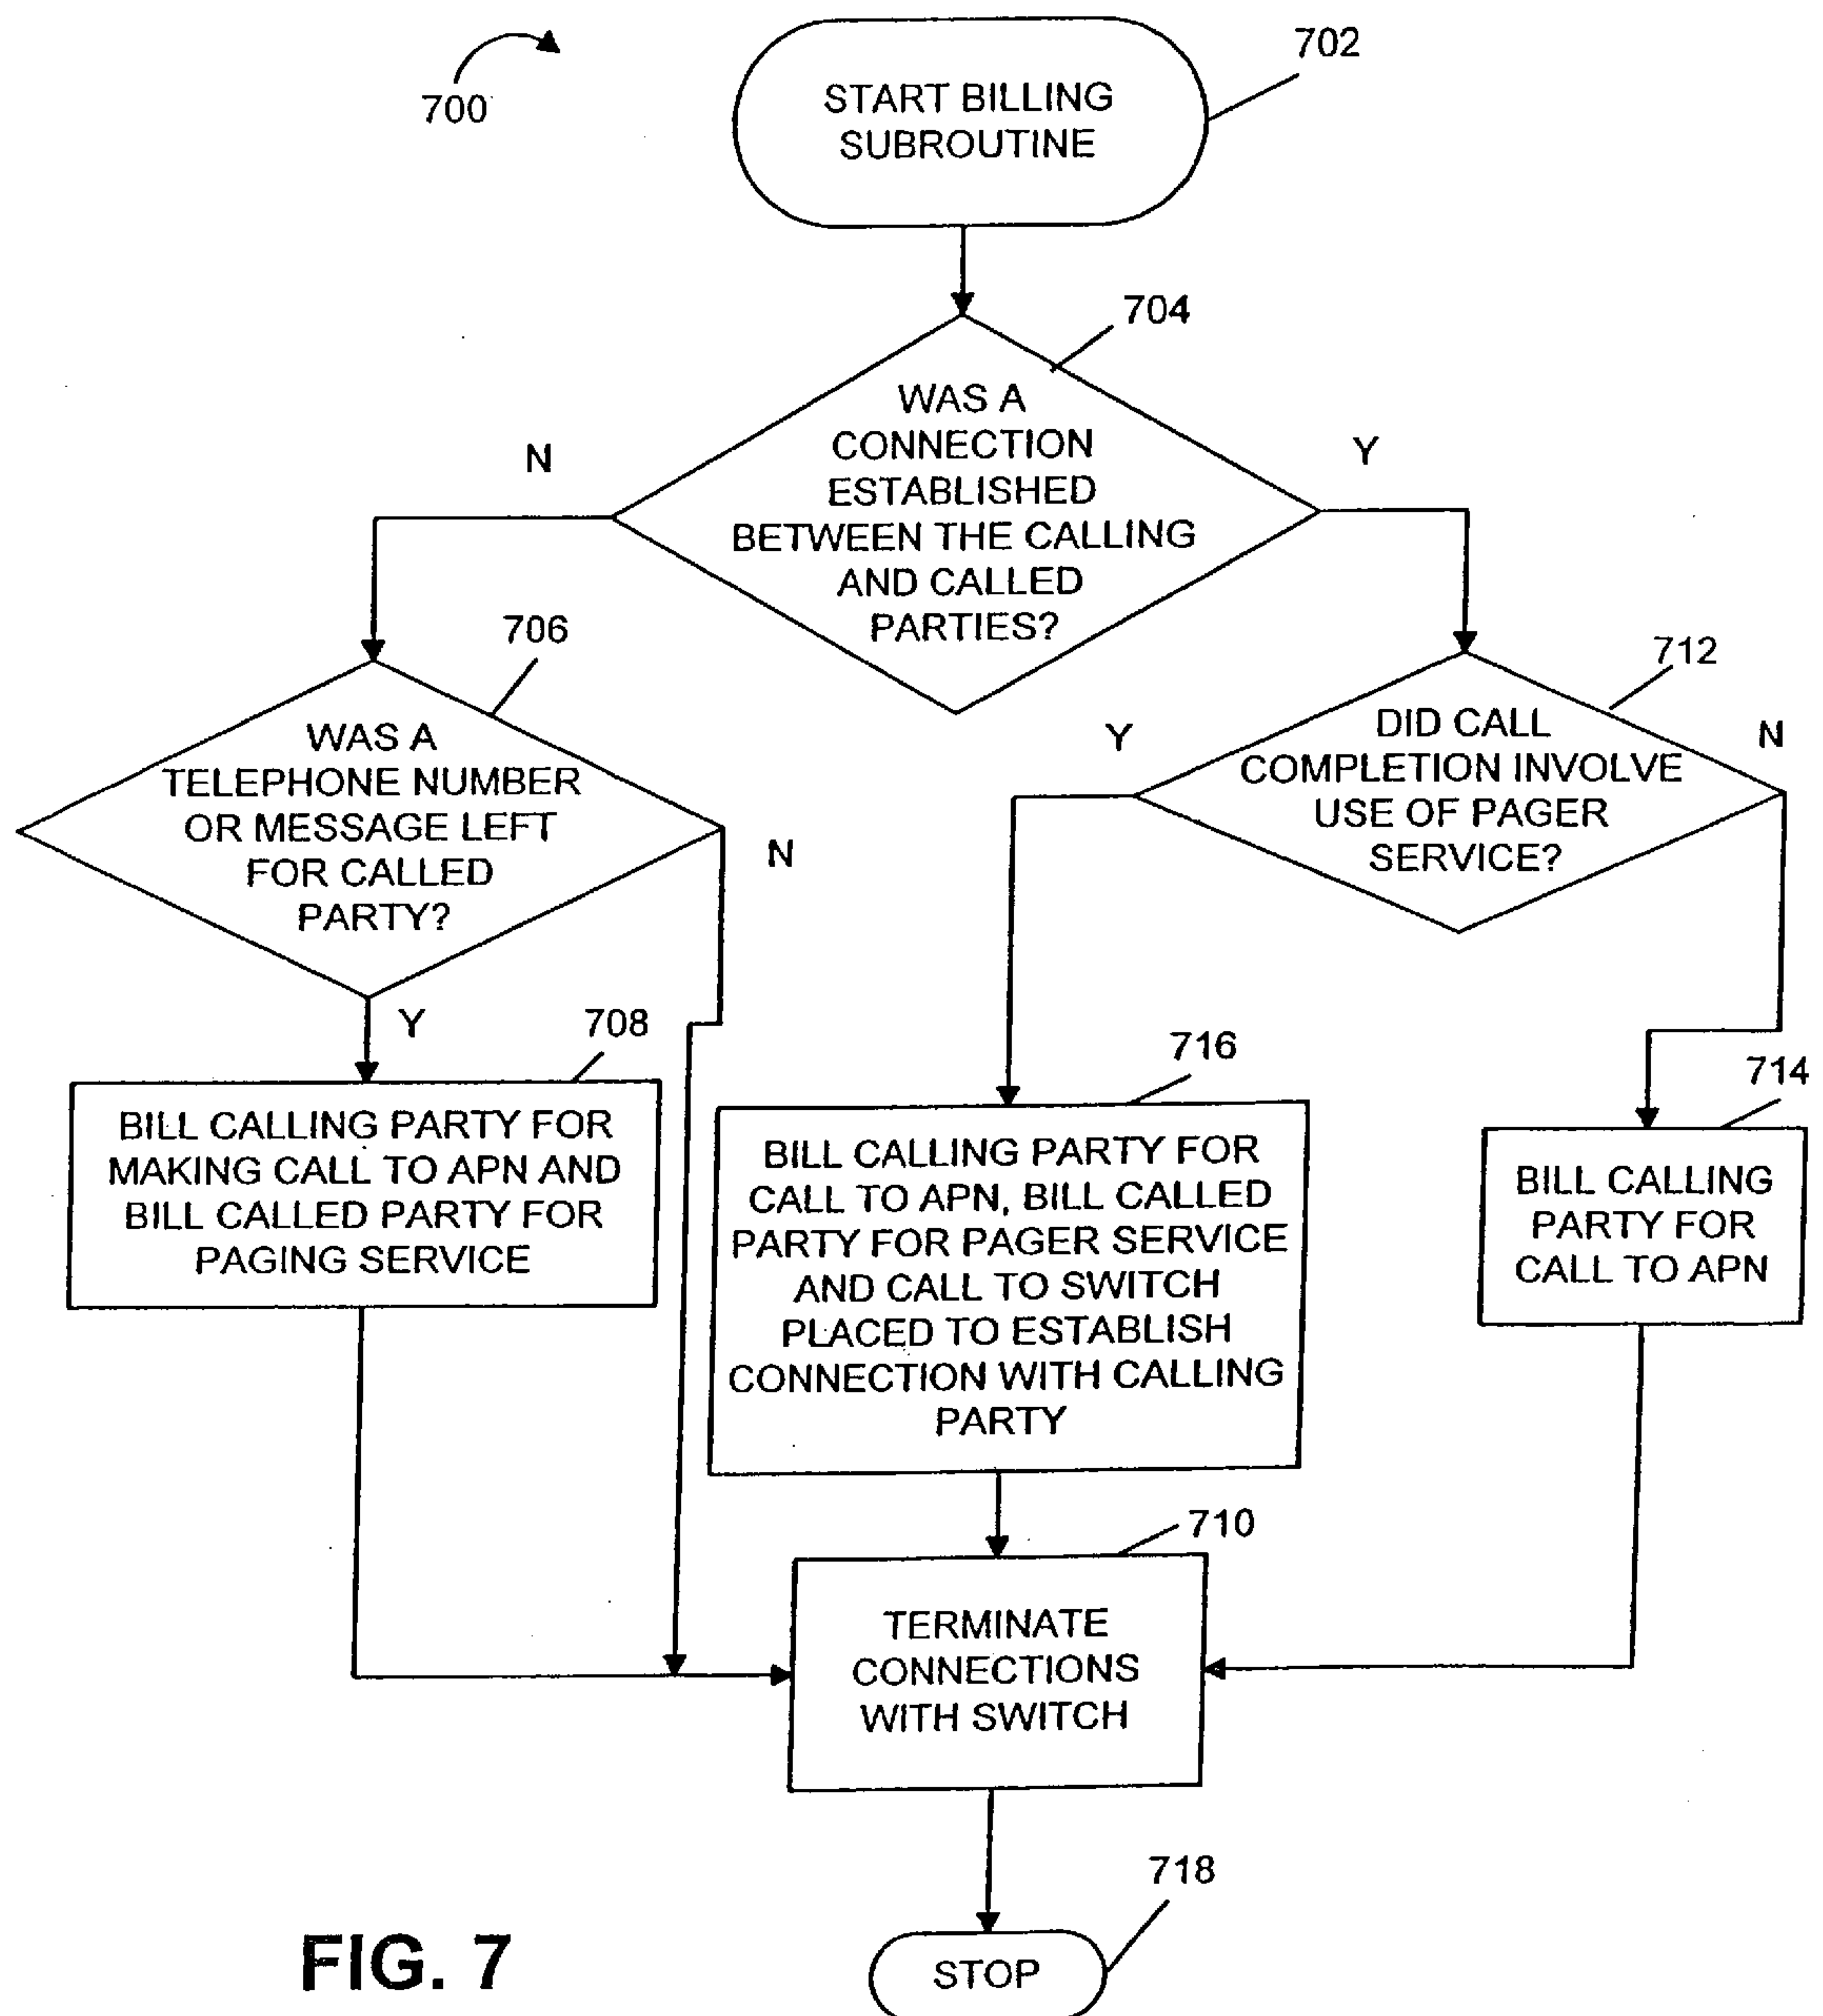 700
702
START BILLING
SUBROUTINE
704
WAS A
CONNECTION
ESTABLISHED
BETWEEN THE CALLING
AND CALLED
PARTIES?
N
Y
706
WAS A
TELEPHONE NUMBER
OR MESSAGE LEFT
FOR CALLED
PARTY?
N
Y
712
DID CALL
COMPLETION INVOLVE
USE OF PAGER
SERVICE?
Y
N
708
BILL CALLING PARTY FOR
MAKING CALL TO APN AND
BILL CALLED PARTY FOR
PAGING SERVICE
716
BILL CALLING PARTY FOR
CALL TO APN, BILL CALLED
PARTY FOR PAGER SERVICE
AND CALL TO SWITCH
PLACED TO ESTABLISH
CONNECTION WITH CALLING
PARTY
714
BILL CALLING
PARTY FOR
CALL TO APN
710
TERMINATE
CONNECTIONS
WITH SWITCH
718
STOP
FIG. 7